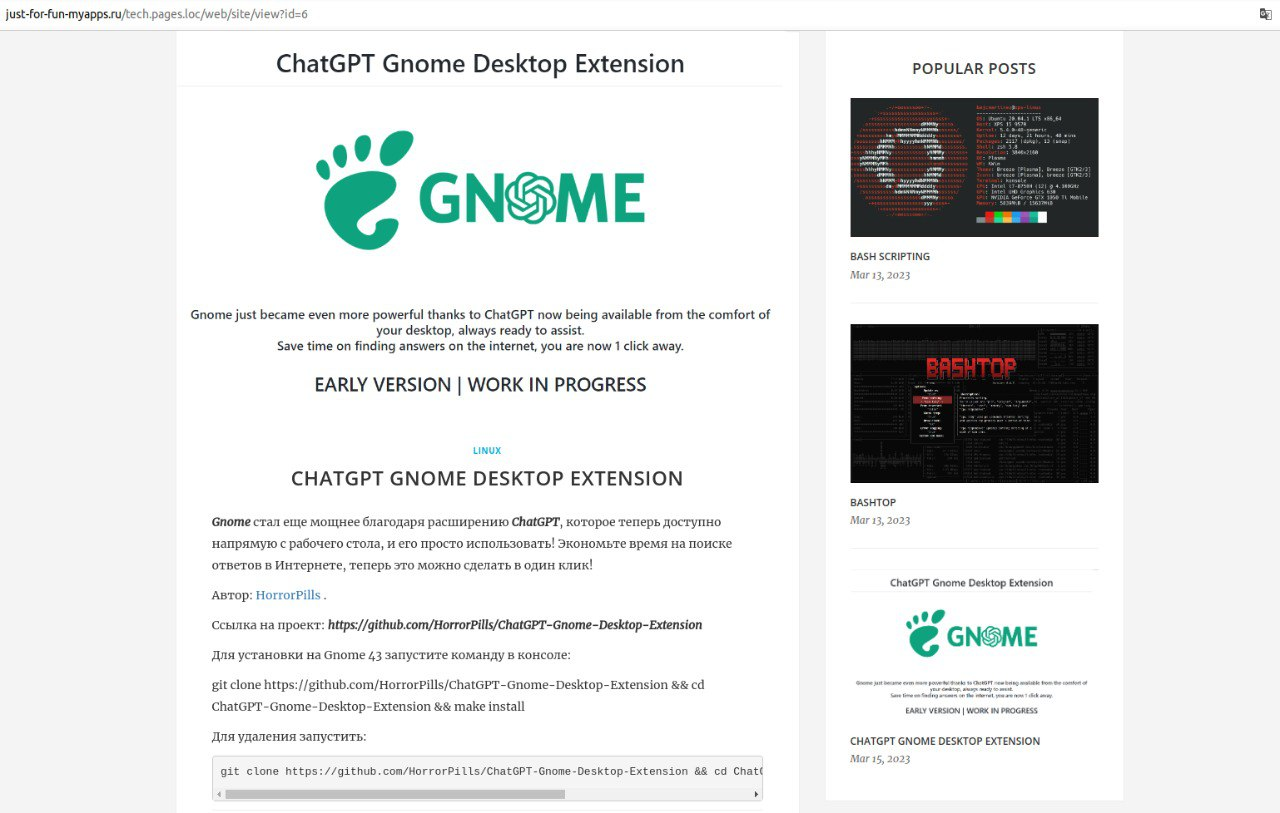 just-for-fun-myapps.ru/tech.pages.loc/web/site/view?id=6
ChatGPT Gnome Desktop Extension
GNOME
Gnome just became even more powerful thanks to ChatGPT now being available from the comfort of
your desktop, always ready to assist.
Save time on finding answers on the internet, you are now 1 click away.
EARLY VERSION | WORK IN PROGRESS
LINUX
CHATGPT GNOME DESKTOP EXTENSION
Gnome стал еще мощнее благодаря расширению ChatGPT, которое теперь доступно
напрямую с рабочего стола, и его просто использовать! Экономьте время на поиске
ответов в Интернете, теперь это можно сделать в один клик!
Автор: HorrorPills .
Ссылка на проект: https://github.com/HorrorPills/ChatGPT-Gnome-Desktop-Extension
Для установки на Gnome 43 запустите команду в консоле:
git clone https://github.com/HorrorPills/ChatGPT-Gnome-Desktop-Extension && cd
ChatGPT-Gnome-Desktop-Extension && make install
Для удаления запустить:
git clone https://github.com/HorrorPills/ChatGPT-Gnome-Desktop-Extension && cd Chat
POPULAR POSTS
BASH SCRIPTING
Mar 13, 2023
BASHTOP
BASHTOP
Mar 13, 2023
ChatGPT Gnome Desktop Extension
GNOME
Gnome just became even more powerful thanks to ChatGPT now being available from the comfort of
your desktop, always ready to assist.
Save time on finding answers on the internet, you are now 1 click away.
EARLY VERSION | WORK IN PROGRESS
CHATGPT GNOME DESKTOP EXTENSION
Mar 15, 2023